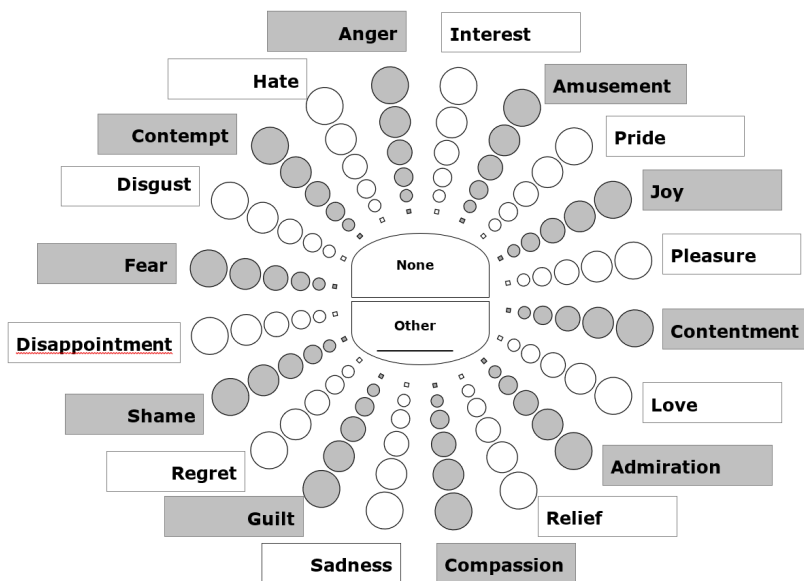 Anger
Interest
Hate
Amusement
Contempt
Pride
Disgust
Joy
Fear
None
Pleasure
Other
Disappointment
Contentment
Shame
Love
Regret
Admiration
Guilt
Relief
Sadness
Compassion